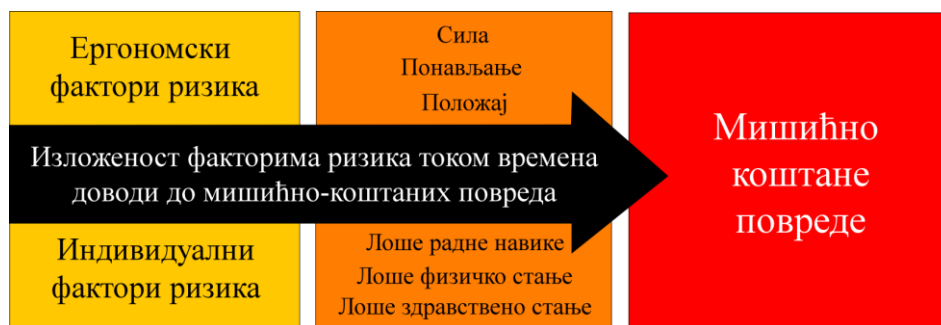 Ергономски
фактори ризика
Сила
Понављање
Положај
Изложеност факторима ризика током времена
доводи до мишићно-коштаних повреда
Индивидуални
фактори ризика
Лоше радне навике
Лоше физичко стање
Лоше здравствено стање
Мишићно
коштане
повреде